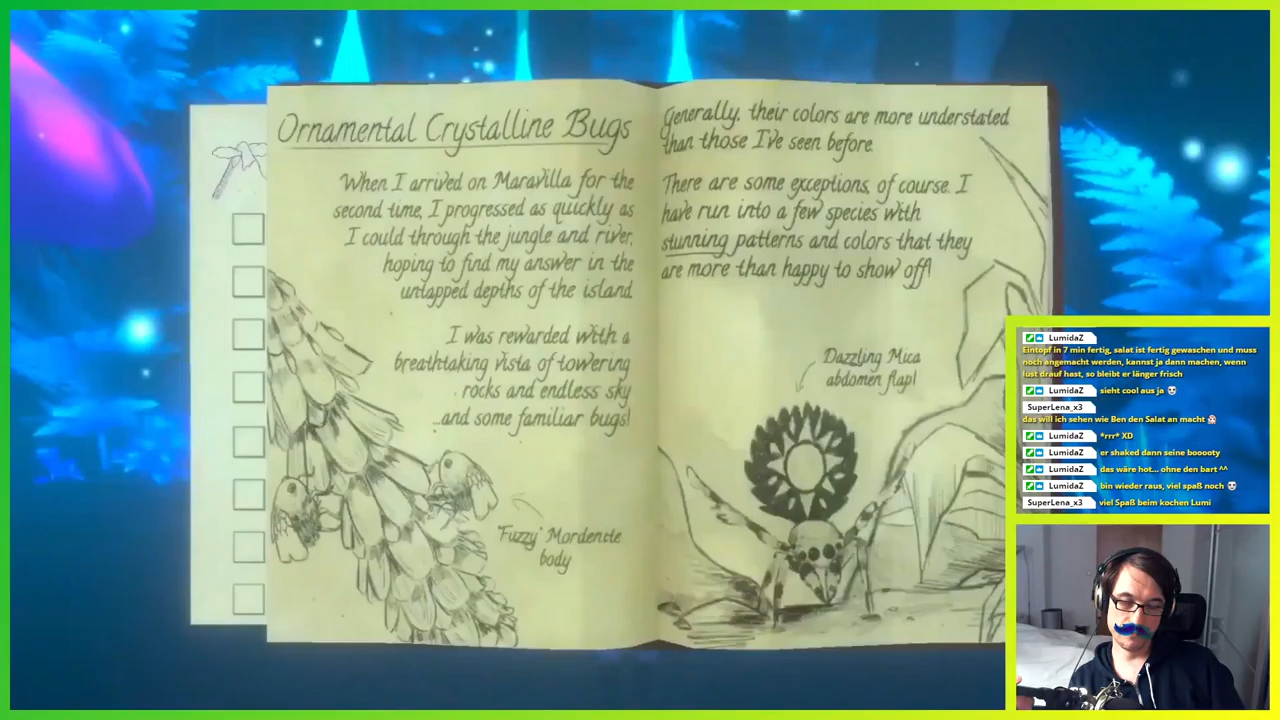 Ornamental Crystalline Bugs
When I arrived on Maravilla for the
second time, I progressed as quickly as
I could through the jungle and river,
hoping to find my answer in the
untapped depths of the island
I was rewarded with a
breathtaking vista of towering
rocks and endless sky
...and some familiar bugs!
"Fuzzy" Mordenite
body
Generally, their colors are more understated
than those I've seen before.
There are some exceptions, of course. I
have run into a few species with
stunning patterns and colors that they
are more than happy to show off!
Dazzling Mica
abdomen flap!
LumidaZ
Eintopf in 7 min fertig, salat ist fertig gewaschen und muss
noch angemacht werden, kannst ja dann machen, wenn
lust drauf hast, so bleibt er länger frisch
LumidaZ sieht cool aus ja
SuperLena_x3
das will ich sehen wie Ben den Salat an macht
LumidaZ *rrr* XD
LumidaZ er shaked dann seine booooty
LumidaZ das wäre hot... ohne den bart ^^
LumidaZ bin wieder raus, viel spaß noch
SuperLena_x3 viel Spaß beim kochen Lumi